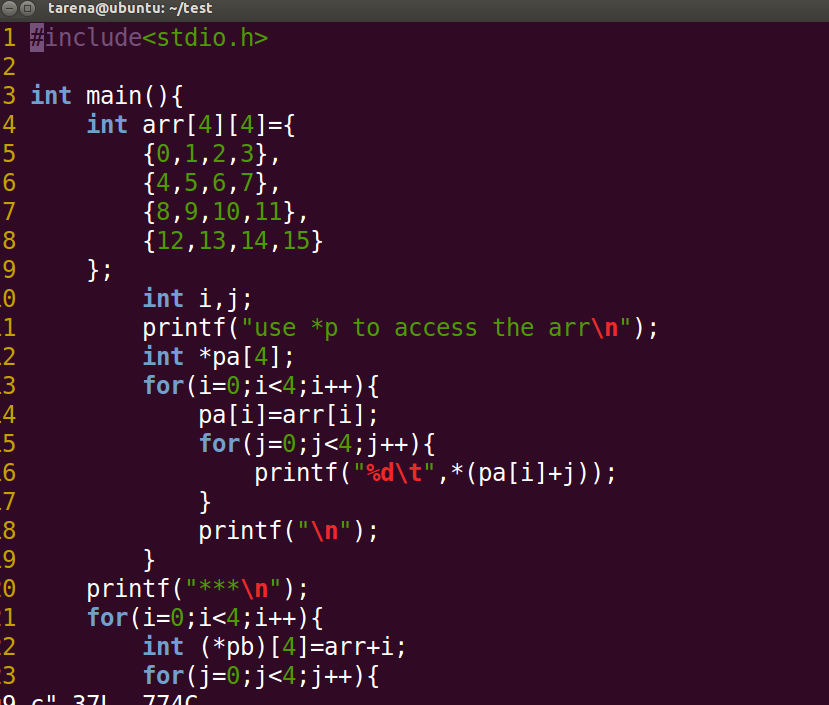 tarena@ubuntu: ~/test
1 #include<stdio.h>
2
3 int main(){
4 int arr[4][4]={
5 {0,1,2,3},
6 {4,5,6,7},
7 {8,9,10,11},
8 {12,13,14,15}
9 };
0 int i,j;
1 printf("use *p to access the arr\n");
2 int *pa[4];
3 for(i=0;i<4;i++){
4 pa[i]=arr[i];
5 for(j=0;j<4;j++){
6 printf("%d\t",*(pa[i]+j));
7 }
8 printf("\n");
9 }
0 printf("***\n");
1 for(i=0;i<4;i++){
2 int (*pb)[4]=arr+i;
3 for(j=0;j<4;j++){
9.c" 37L, 774C